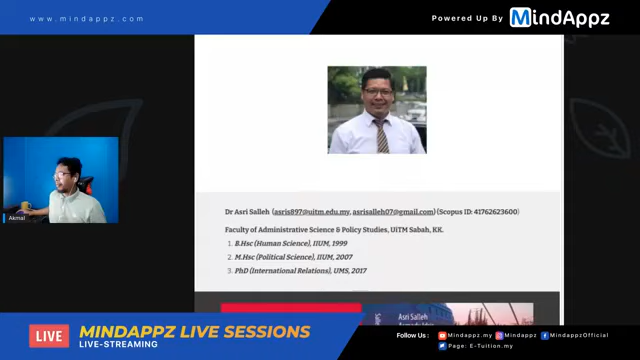 www.mindappz.com
Powered Up By MindAppz
Akmal
Dr Asri Salleh (asris897@uitm.edu.my, asrisalleh07@gmail.com) (Scopus ID: 41762623600)
Faculty of Administrative Science & Policy Studies, UiTM Sabah, KK.
1. B.Hsc (Human Science), IIUM, 1999
2. M.Hsc (Political Science), IIUM, 2007
3. PhD (International Relations), UMS, 2017
Asri Salleh
LIVE
MINDAPPZ LIVE SESSIONS
LIVE-STREAMING
Follow Us :
Mindappz.my
mindappz
MindappzOfficial
Page: E-Tuition.my